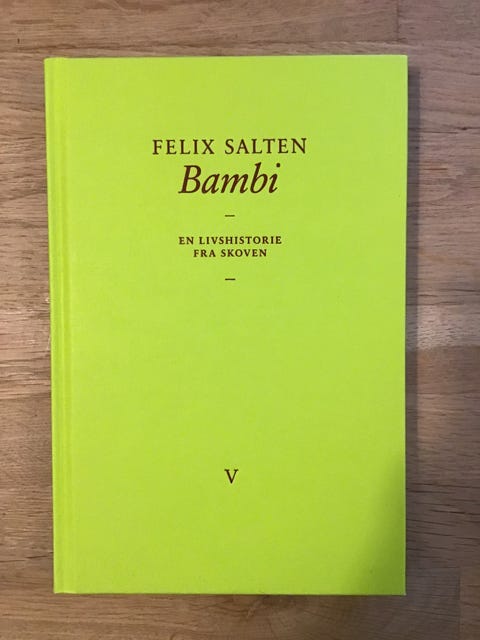 FELIX SALTEN
Bambi
–
EN LIVSHISTORIE
FRA SKOVEN
–
V